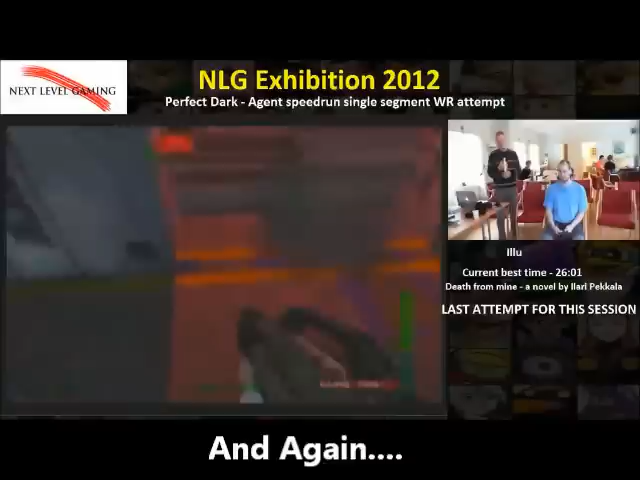 NLG Exhibition 2012
NEXT LEVEL GAMING
Perfect Dark - Agent speedrun single segment WR attempt
Illu
Current best time - 26:01
Death from mine - a novel by Ilari Pekkala
LAST ATTEMPT FOR THIS SESSION
And Again....